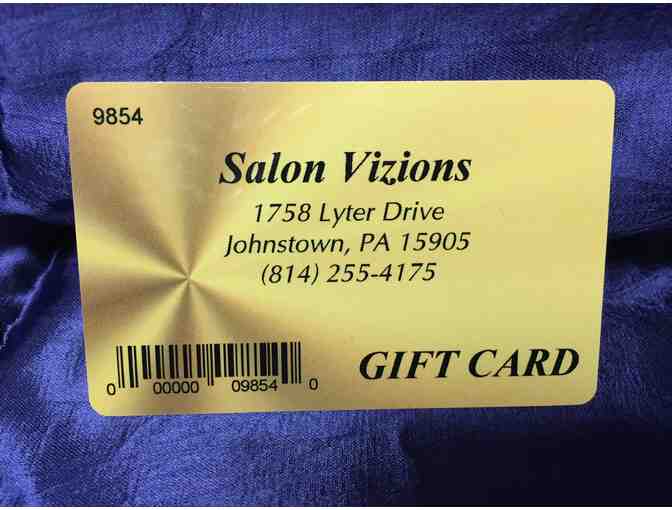 9854
Salon Vizions
1758 Lyter Drive
Johnstown, PA 15905
(814) 255-4175
GIFT CARD
0 00000 09854 0